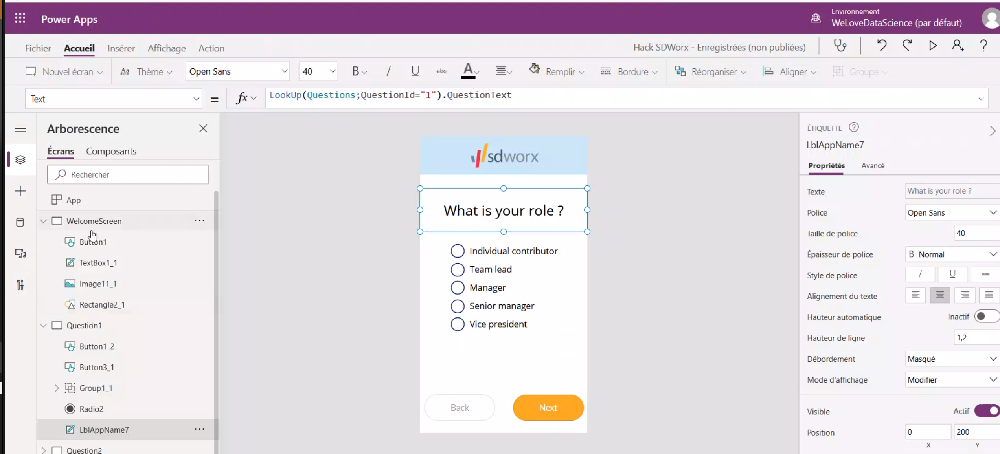 Power Apps
Environnement
WeLoveDataScience (par défaut)
Fichier Accueil Insérer Affichage Action
Hack SDWorx - Enregistrées (non publiées)
Nouvel écran Thème Open Sans 40 B / U abc A Remplir Bordure Réorganiser Aligner Groupe
Text = fx LookUp(Questions;QuestionId="1").QuestionText
Arborescence
Écrans Composants
Rechercher
App
WelcomeScreen ...
Button1
TextBox1_1
Image11_1
Rectangle2_1
Question1
Button1_2
Button3_1
Group1_1
Radio2
LblAppName7 ...
Question2
sdworx
What is your role ?
Individual contributor
Team lead
Manager
Senior manager
Vice president
Back Next
ÉTIQUETTE
LblAppName7
Propriétés Avancé
Texte What is your role ?
Police Open Sans
Taille de police 40
Épaisseur de police B Normal
Style de police / U abc
Alignement du texte
Hauteur automatique Inactif
Hauteur de ligne 1,2
Débordement Masqué
Mode d'affichage Modifier
Visible Actif
Position 0 200
X Y